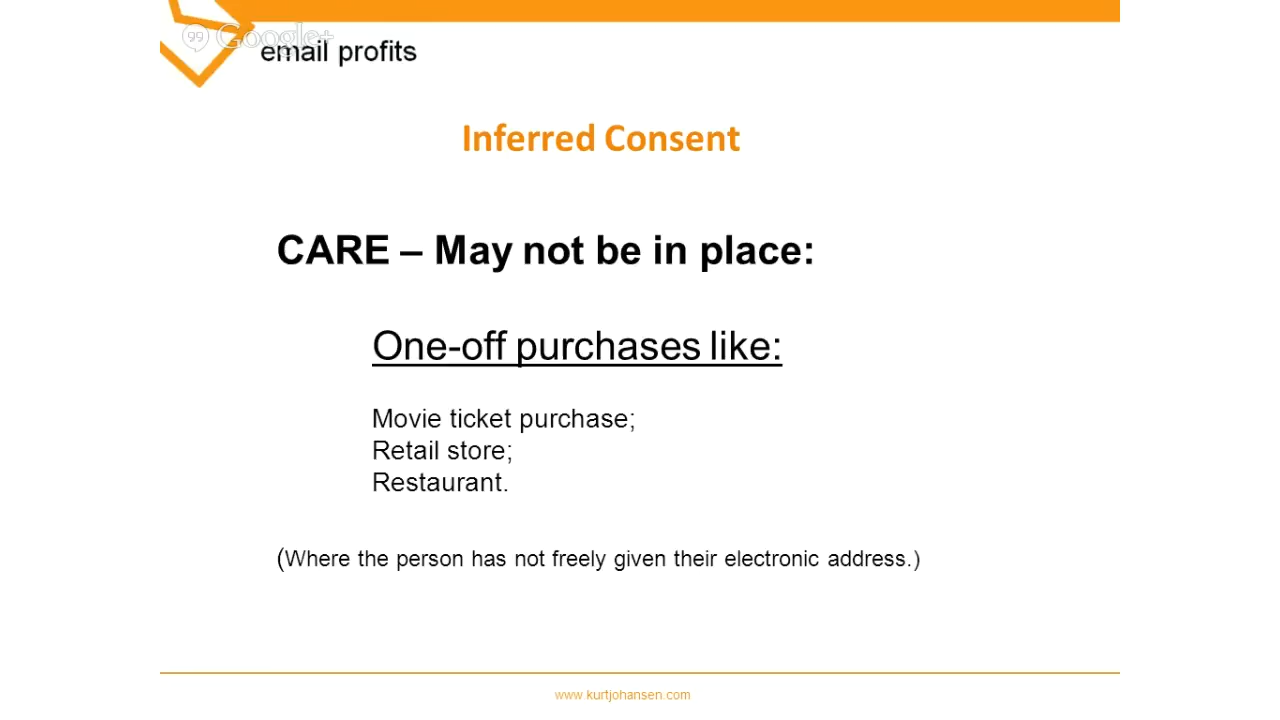 Google+
email profits
Inferred Consent
CARE – May not be in place:
One-off purchases like:
Movie ticket purchase;
Retail store;
Restaurant.
(Where the person has not freely given their electronic address.)
www.kurtjohansen.com